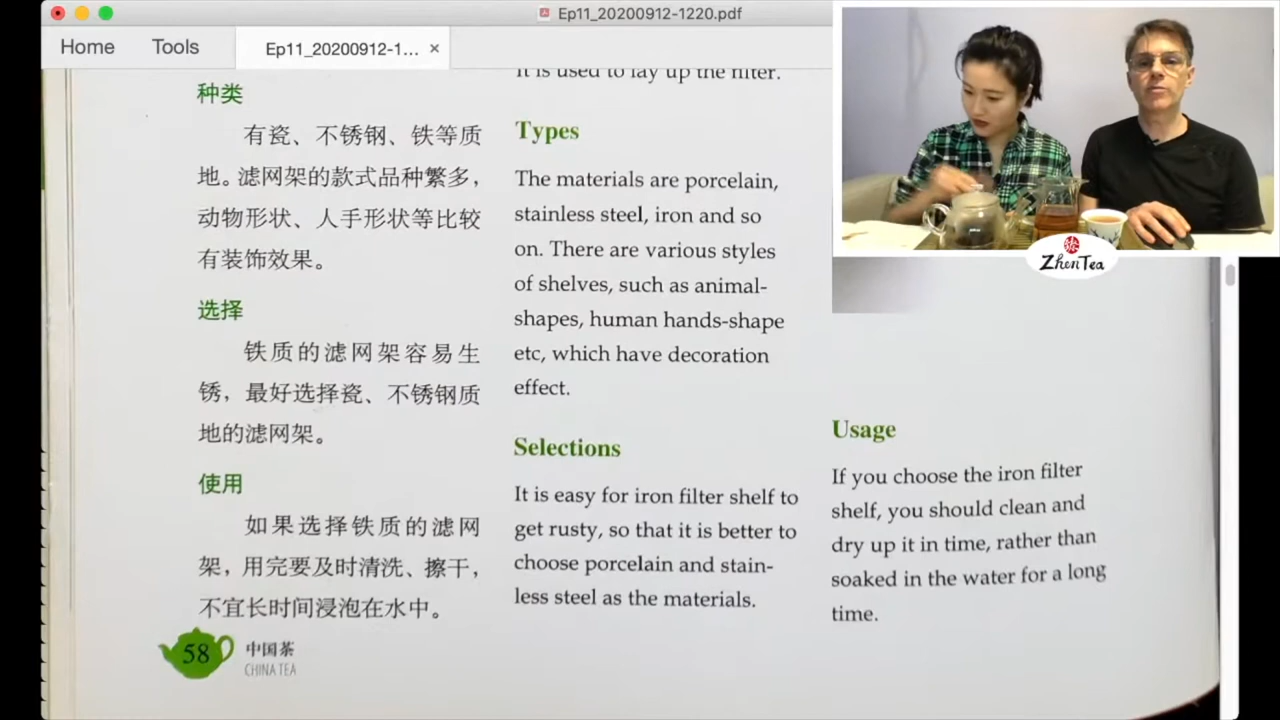 Ep11_20200912-1220.pdf
Home
Tools
Ep11_20200912-1...
×
种类
有瓷、不锈钢、铁等质
地。滤网架的款式品种繁多，
动物形状、人手形状等比较
有装饰效果。
选择
铁质的滤网架容易生
锈，最好选择瓷、不锈钢质
地的滤网架。
使用
如果选择铁质的滤网
架，用完要及时清洗、擦干，
不宜长时间浸泡在水中。
58
中国茶
CHINA TEA
It is used to lay up the filter.
Types
The materials are porcelain,
stainless steel, iron and so
on. There are various styles
of shelves, such as animal-
shapes, human hands-shape
etc, which have decoration
effect.
Selections
It is easy for iron filter shelf to
get rusty, so that it is better to
choose porcelain and stain-
less steel as the materials.
Usage
If you choose the iron filter
shelf, you should clean and
dry up it in time, rather than
soaked in the water for a long
time.
ZhenTea